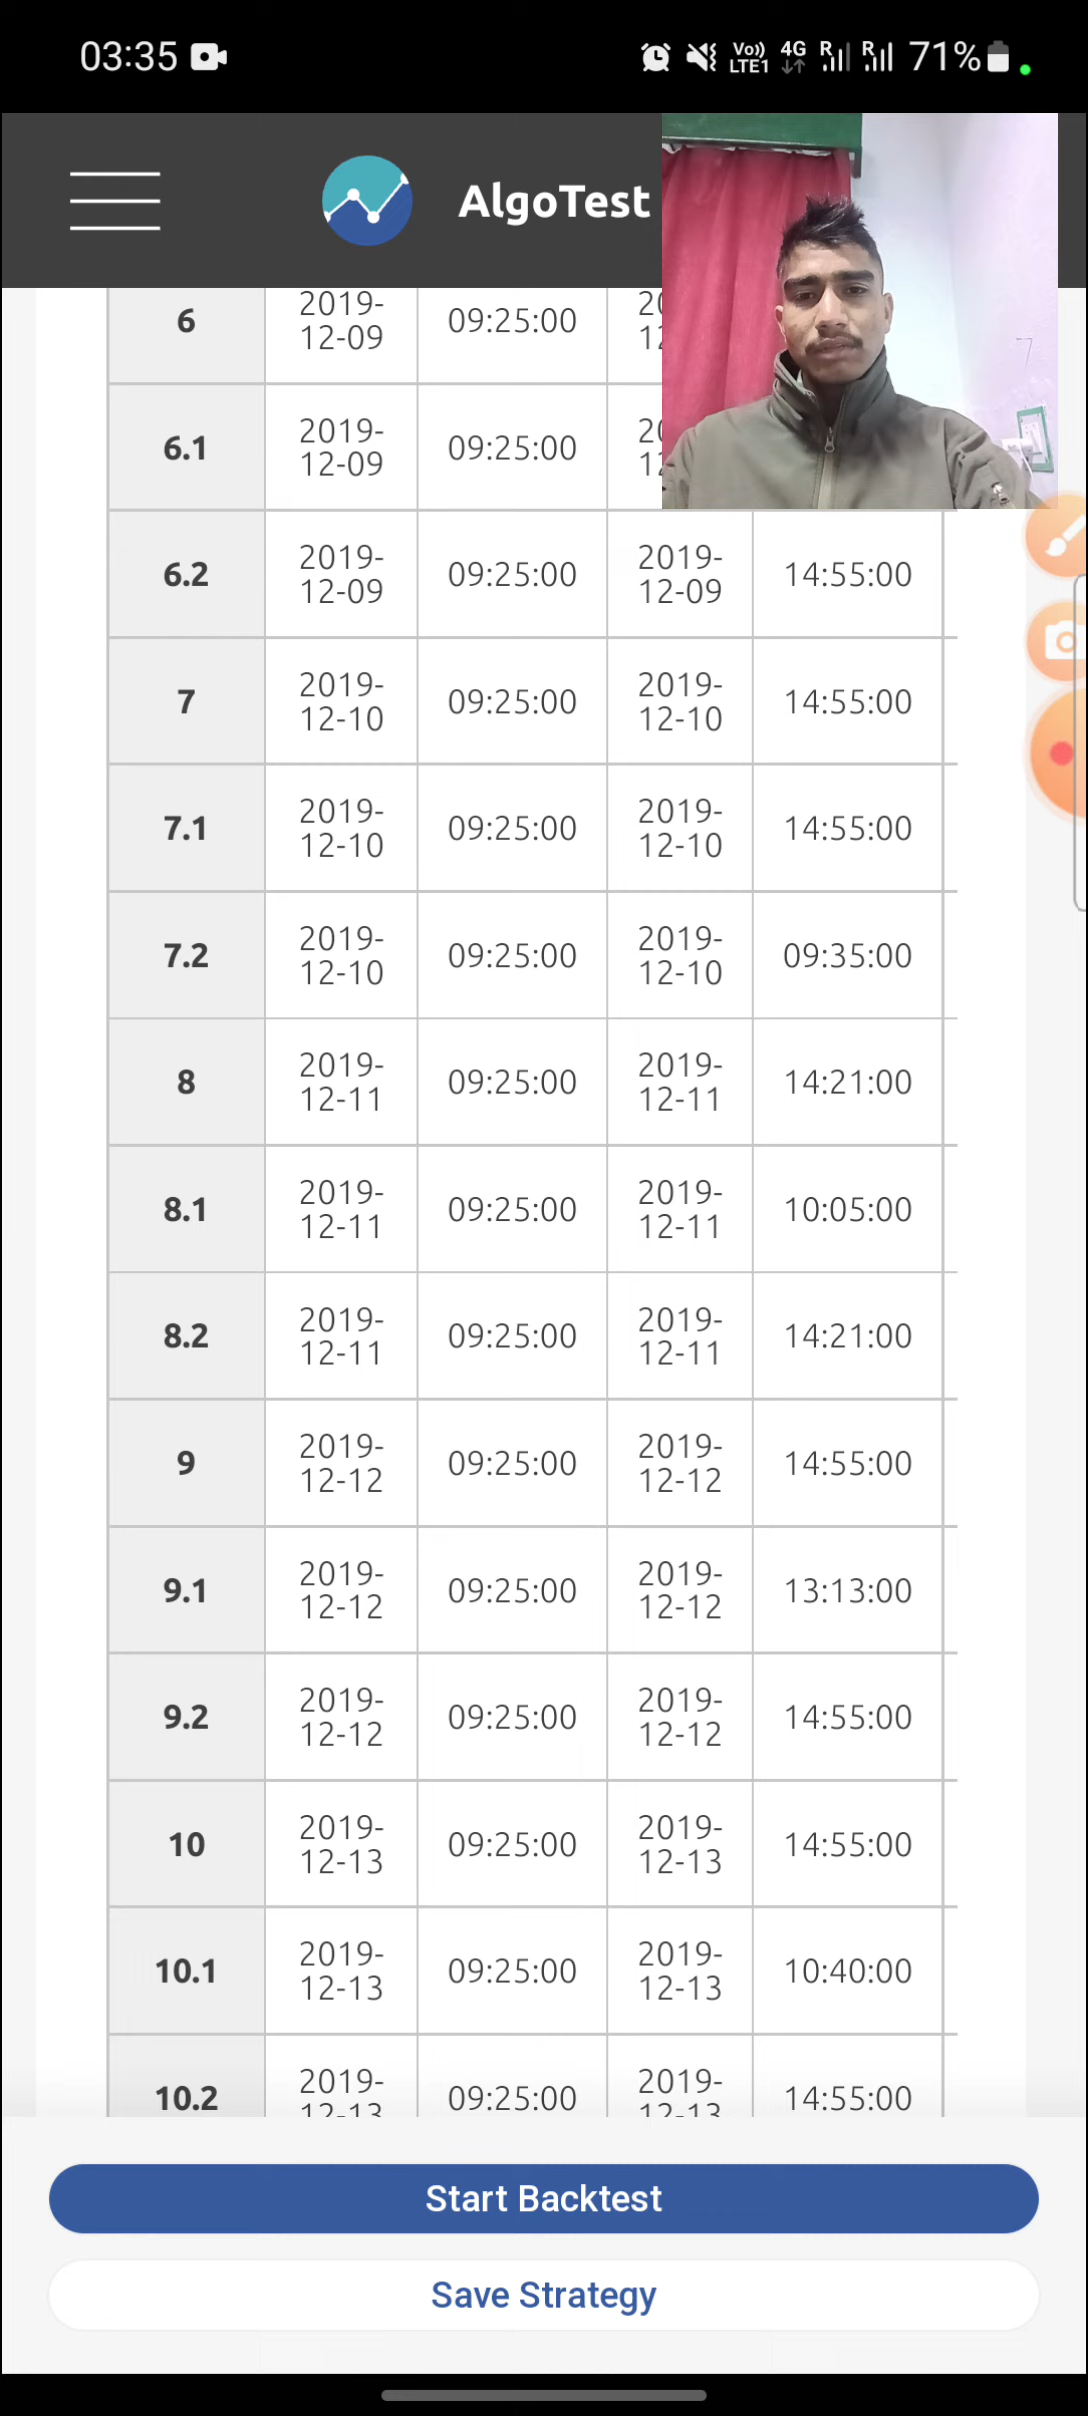 03:35
Vo)) LTE1 4G R R 71%
AlgoTest
6 2019-12-09 09:25:00
6.1 2019-12-09 09:25:00
6.2 2019-12-09 09:25:00 2019-12-09 14:55:00
7 2019-12-10 09:25:00 2019-12-10 14:55:00
7.1 2019-12-10 09:25:00 2019-12-10 14:55:00
7.2 2019-12-10 09:25:00 2019-12-10 09:35:00
8 2019-12-11 09:25:00 2019-12-11 14:21:00
8.1 2019-12-11 09:25:00 2019-12-11 10:05:00
8.2 2019-12-11 09:25:00 2019-12-11 14:21:00
9 2019-12-12 09:25:00 2019-12-12 14:55:00
9.1 2019-12-12 09:25:00 2019-12-12 13:13:00
9.2 2019-12-12 09:25:00 2019-12-12 14:55:00
10 2019-12-13 09:25:00 2019-12-13 14:55:00
10.1 2019-12-13 09:25:00 2019-12-13 10:40:00
10.2 2019-12-13 09:25:00 2019-12-13 14:55:00
Start Backtest
Save Strategy